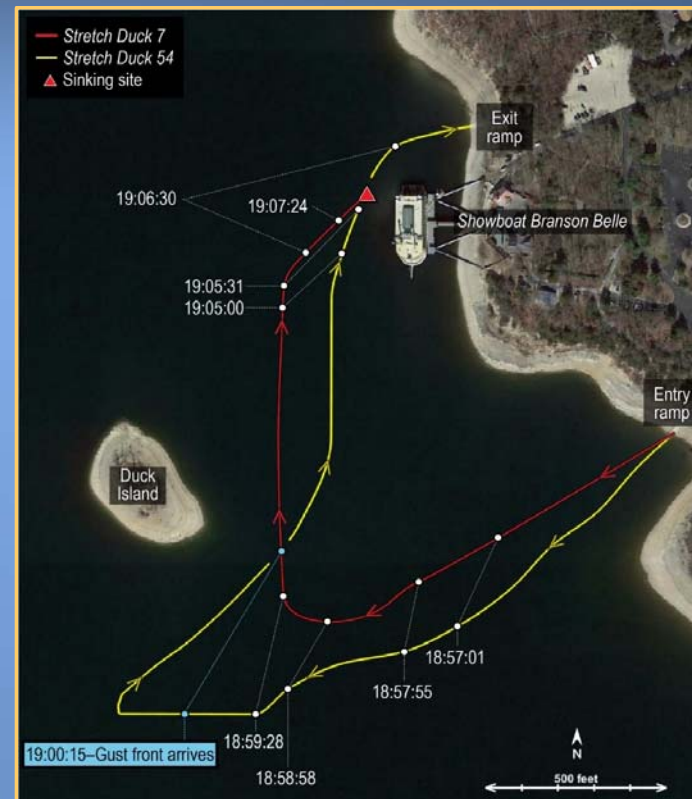 Stretch Duck 7
Stretch Duck 54
Sinking site
Exit
ramp
19:06:30
19:07:24
Showboat Branson Belle
19:05:31
19:05:00
Entry
ramp
Duck
Island
18:57:01
18:57:55
19:00:15–Gust front arrives
18:59:28
18:58:58
N
500 feet